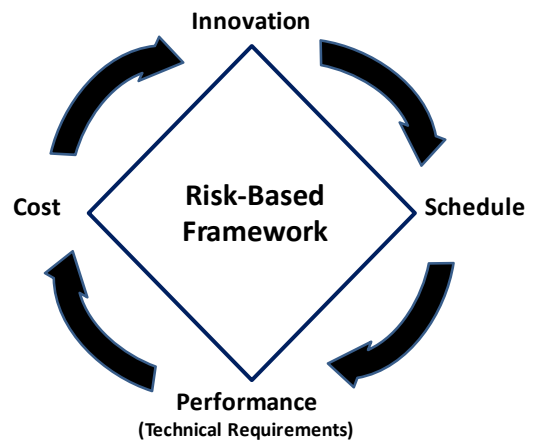 Innovation
Cost
Risk-Based
Framework
Schedule
Performance
(Technical Requirements)